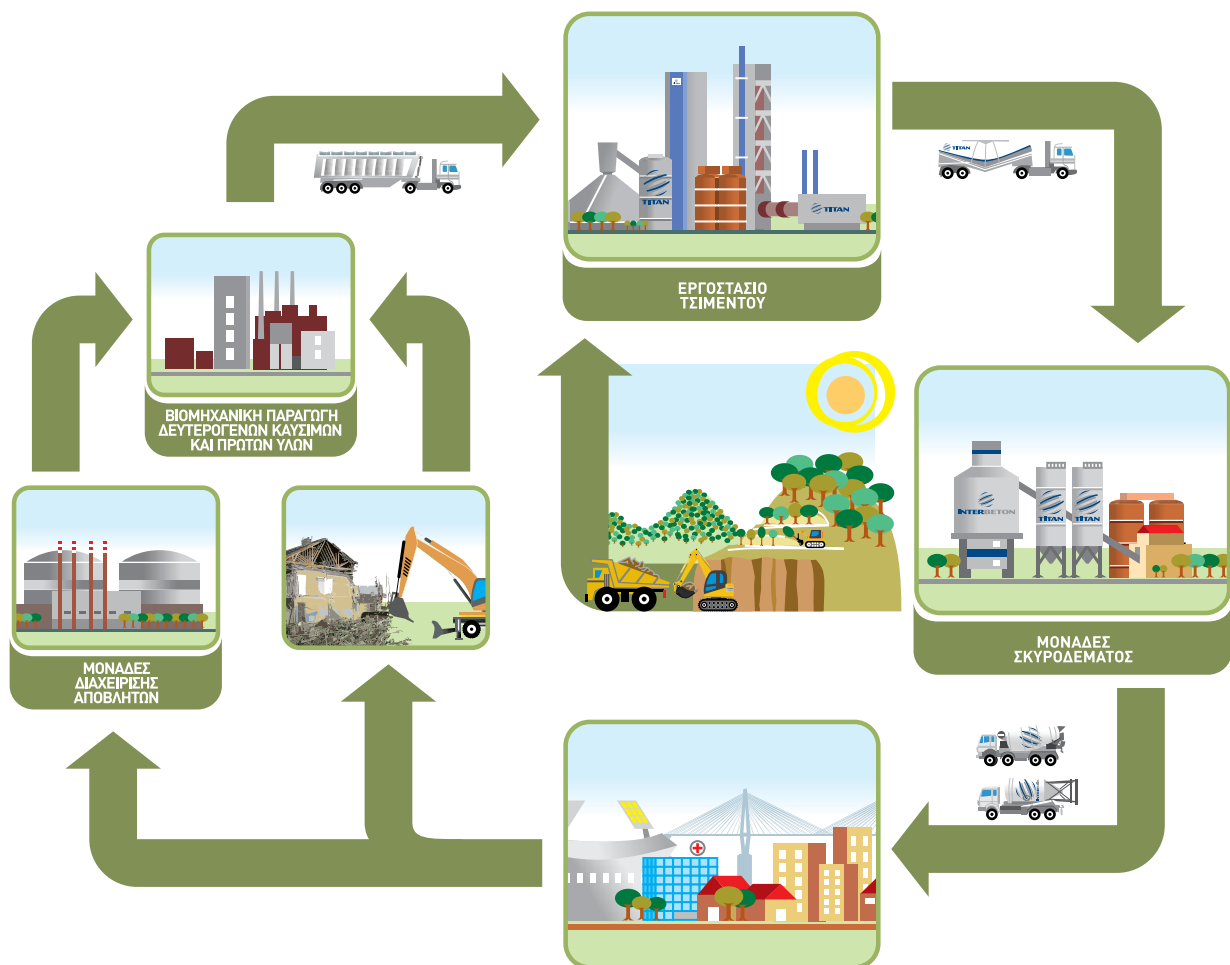 TITAN
TITAN
TITAN
ΕΡΓΟΣΤΑΣΙΟ
ΤΣΙΜΕΝΤΟΥ
ΒΙΟΜΗΧΑΝΙΚΗ ΠΑΡΑΓΩΓΗ
ΔΕΥΤΕΡΟΓΕΝΩΝ ΚΑΥΣΙΜΩΝ
ΚΑΙ ΠΡΩΤΩΝ ΥΛΩΝ
INTERBETON
TITAN
TITAN
ΜΟΝΑΔΕΣ
ΣΚΥΡΟΔΕΜΑΤΟΣ
ΜΟΝΑΔΕΣ
ΔΙΑΧΕΙΡΙΣΗΣ
ΑΠΟΒΛΗΤΩΝ